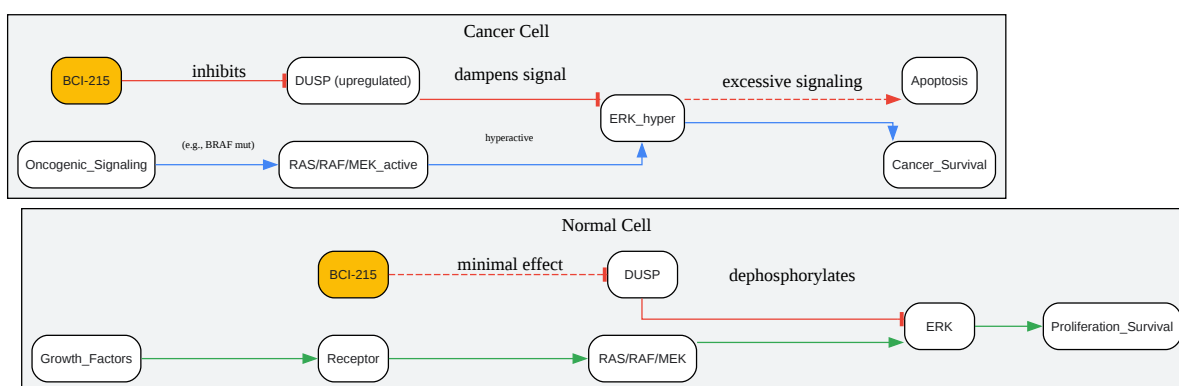 Cancer Cell
BCI-215
inhibits
DUSP (upregulated)
dampens signal
excessive signaling
Apoptosis
ERK_hyper
Oncogenic_Signaling
(e.g., BRAF mut)
RAS/RAF/MEK_active
hyperactive
Cancer_Survival
Normal Cell
BCI-215
minimal effect
DUSP
dephosphorylates
ERK
Proliferation_Survival
Growth_Factors
Receptor
RAS/RAF/MEK